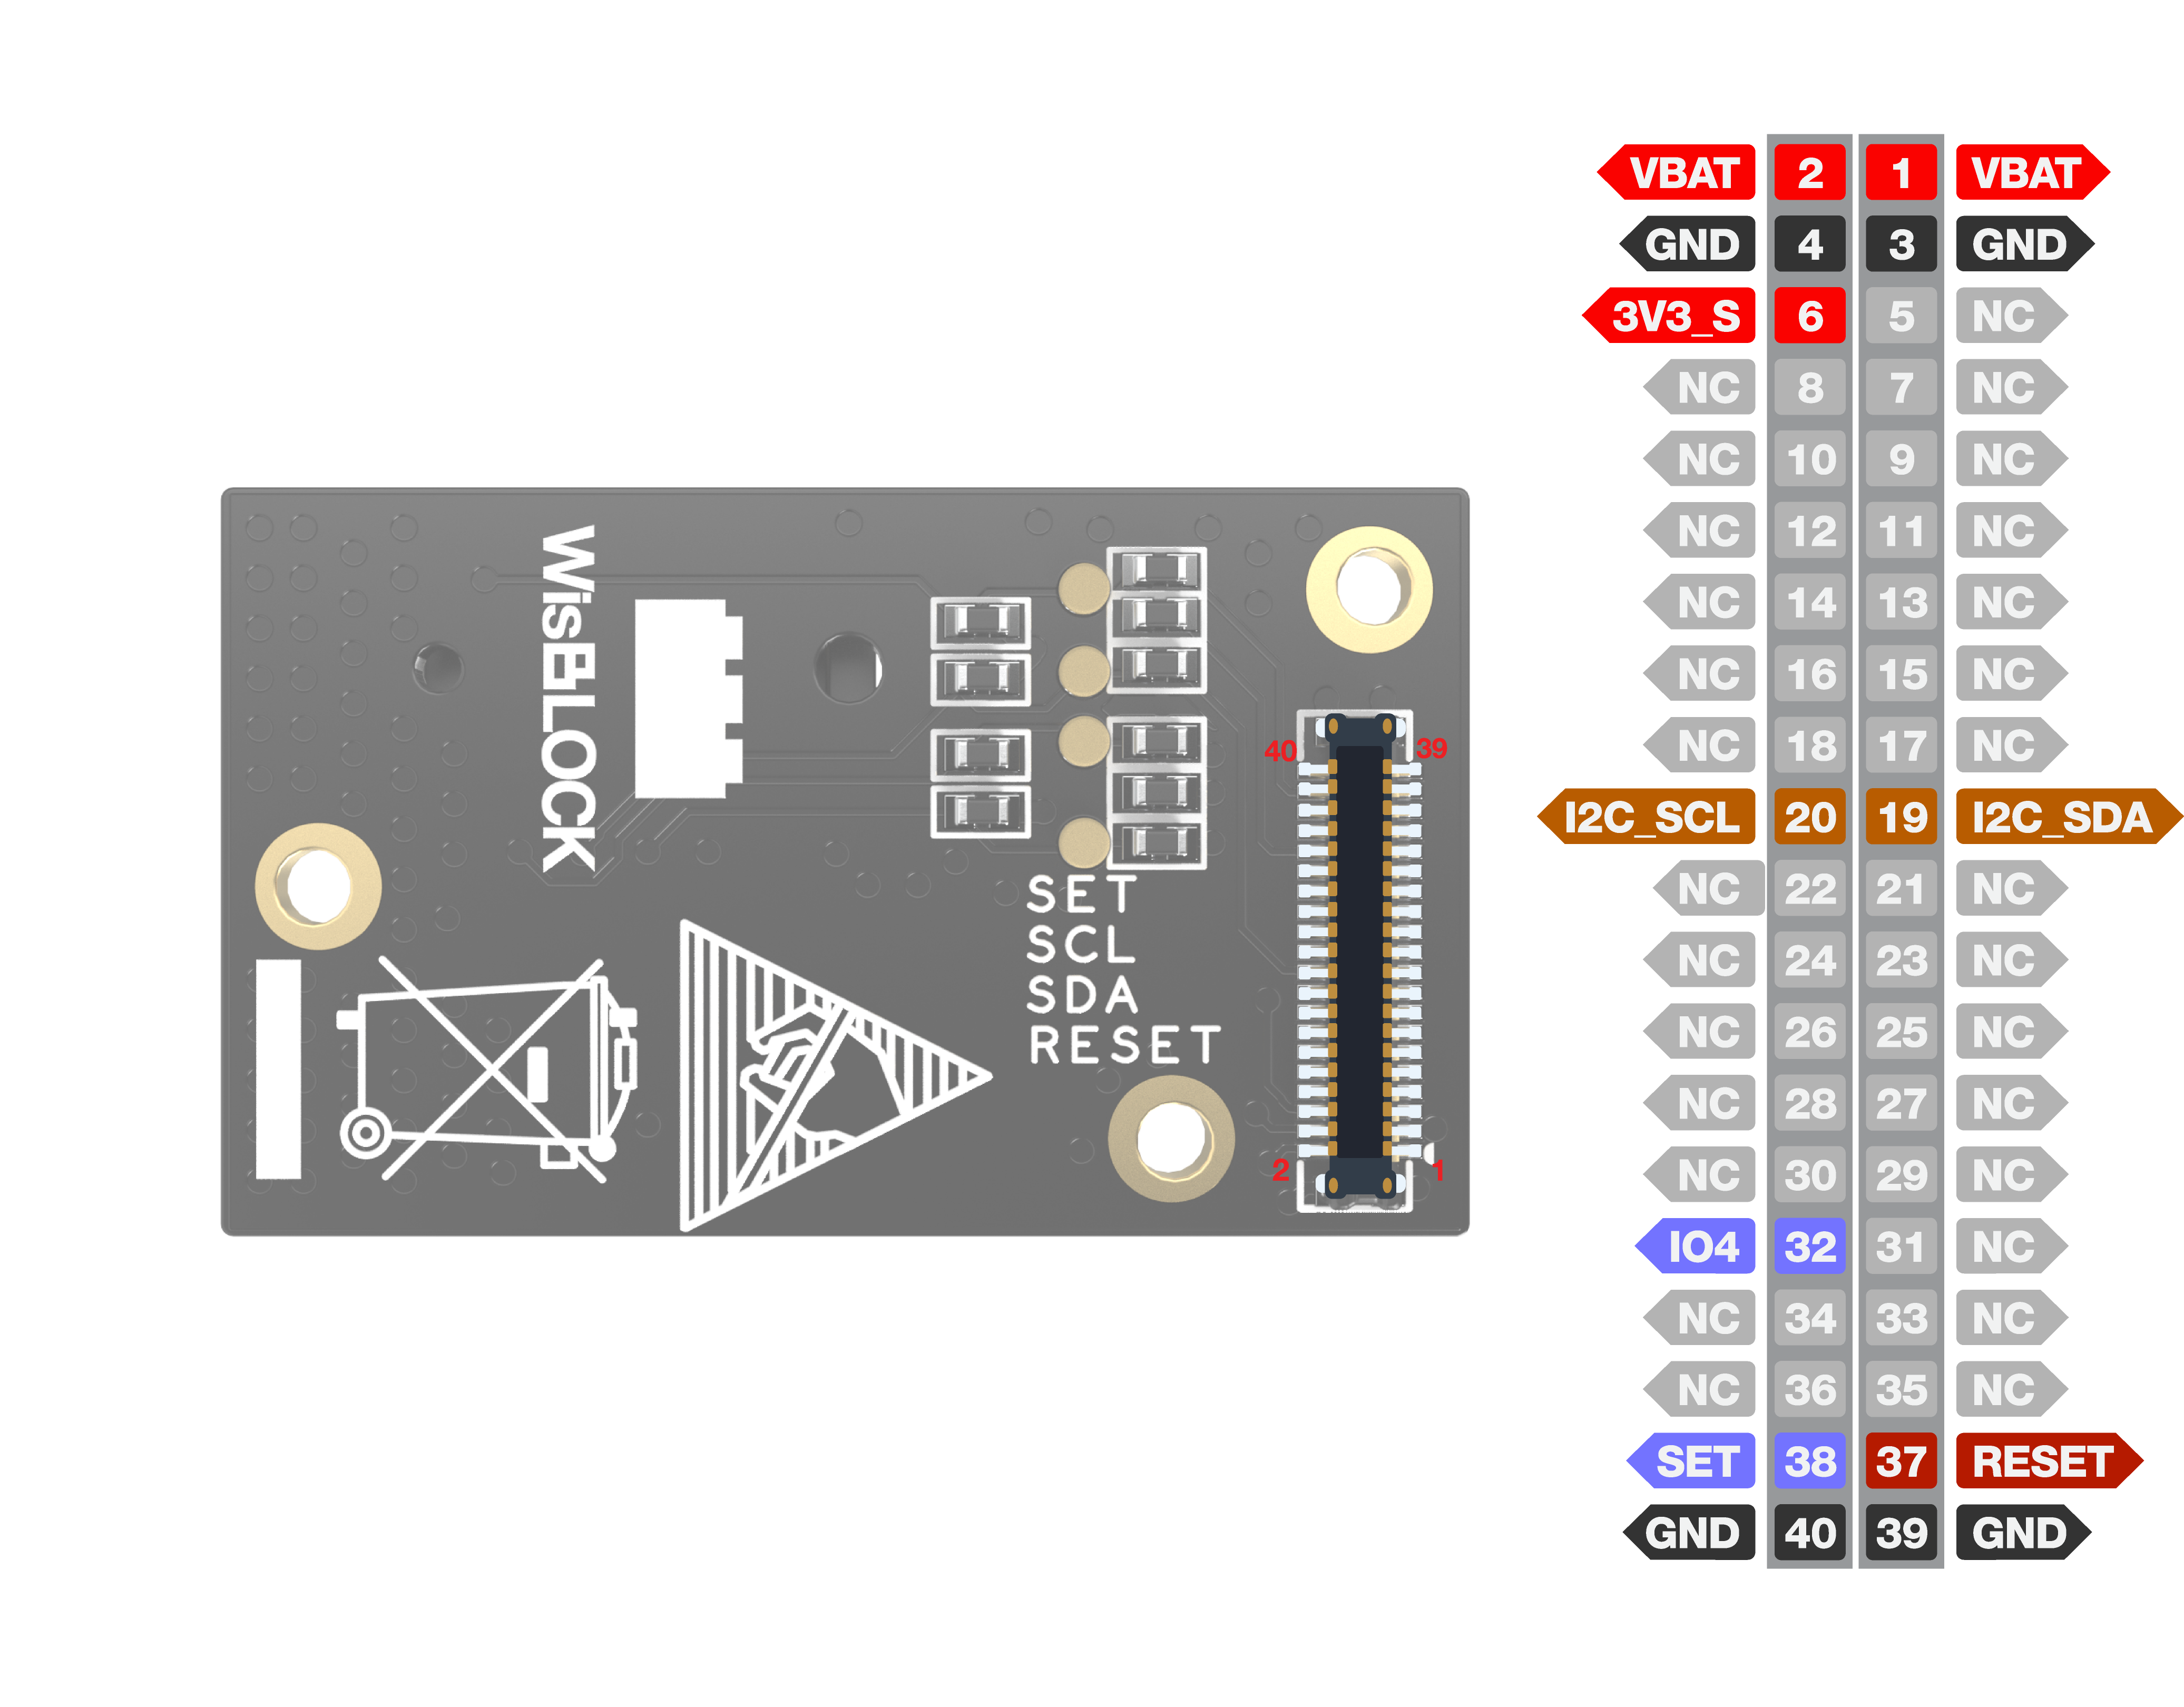 WisBLOCK
SET
SCL
SDA
RESET
40 39
2 1
VBAT 2 1 VBAT
GND 4 3 GND
3V3_S 6 5 NC
NC 8 7 NC
NC 10 9 NC
NC 12 11 NC
NC 14 13 NC
NC 16 15 NC
NC 18 17 NC
I2C_SCL 20 19 I2C_SDA
NC 22 21 NC
NC 24 23 NC
NC 26 25 NC
NC 28 27 NC
NC 30 29 NC
IO4 32 31 NC
NC 34 33 NC
NC 36 35 NC
SET 38 37 RESET
GND 40 39 GND